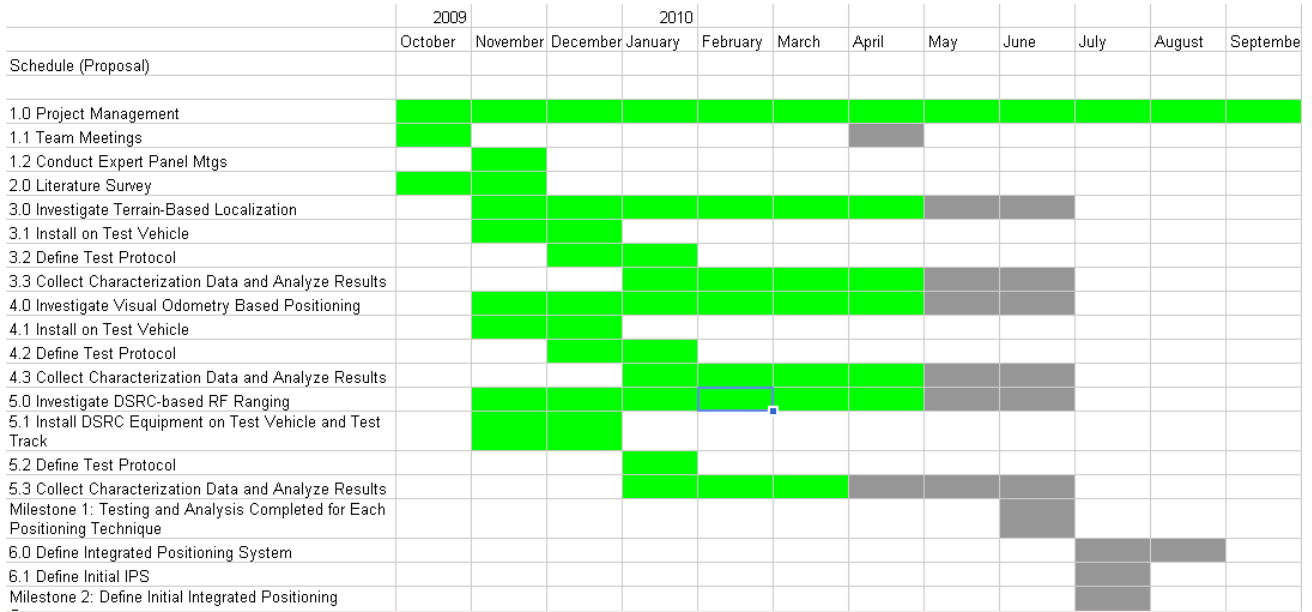 2009 2010
October November December January February March April May June July August Septembe
Schedule (Proposal)
1.0 Project Management
1.1 Team Meetings
1.2 Conduct Expert Panel Mtgs
2.0 Literature Survey
3.0 Investigate Terrain-Based Localization
3.1 Install on Test Vehicle
3.2 Define Test Protocol
3.3 Collect Characterization Data and Analyze Results
4.0 Investigate Visual Odometry Based Positioning
4.1 Install on Test Vehicle
4.2 Define Test Protocol
4.3 Collect Characterization Data and Analyze Results
5.0 Investigate DSRC-based RF Ranging
5.1 Install DSRC Equipment on Test Vehicle and Test
Track
5.2 Define Test Protocol
5.3 Collect Characterization Data and Analyze Results
Milestone 1: Testing and Analysis Completed for Each
Positioning Technique
6.0 Define Integrated Positioning System
6.1 Define Initial IPS
Milestone 2: Define Initial Integrated Positioning